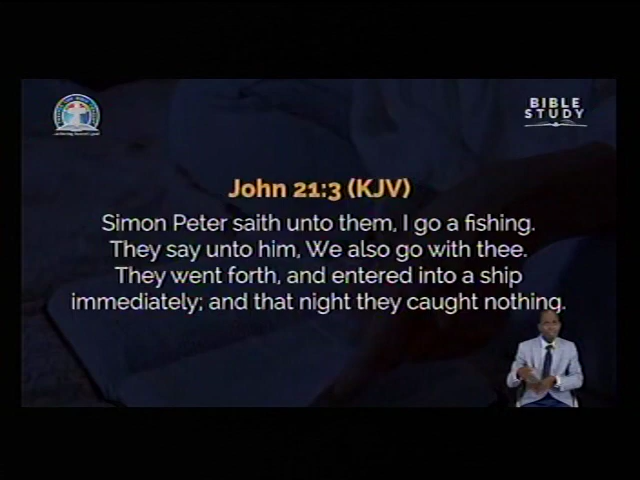 BIBLE
STUDY
John 21:3 (KJV)
Simon Peter saith unto them, I go a fishing.
They say unto him, We also go with thee.
They went forth, and entered into a ship
immediately; and that night they caught nothing.